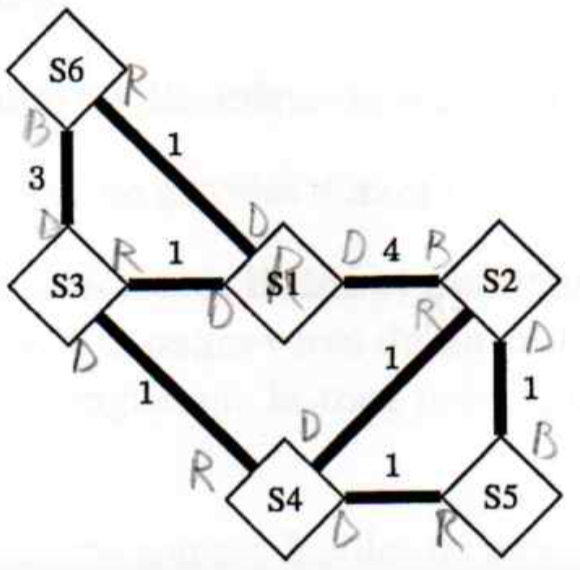 S6 R
B 1
3
D D
S3 R 1 D S1 R D 4 B S2
D R D
1 1 1
R D B
S4 1 S5
D R